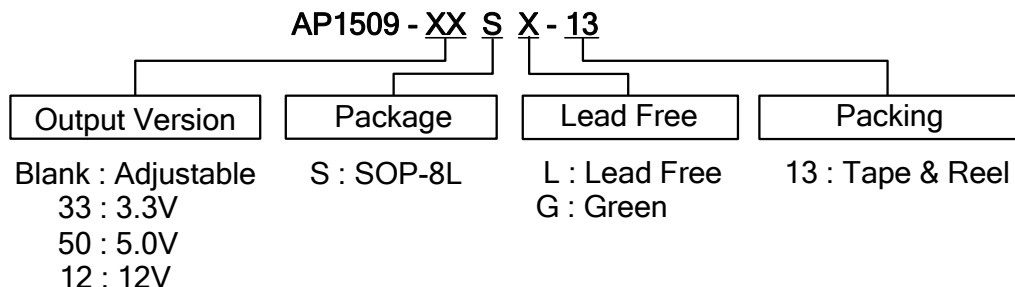 AP1509 - XX S X - 13
Output Version
Package
Lead Free
Packing
Blank : Adjustable
33 : 3.3V
50 : 5.0V
12 : 12V
S : SOP-8L
L : Lead Free
G : Green
13 : Tape & Reel